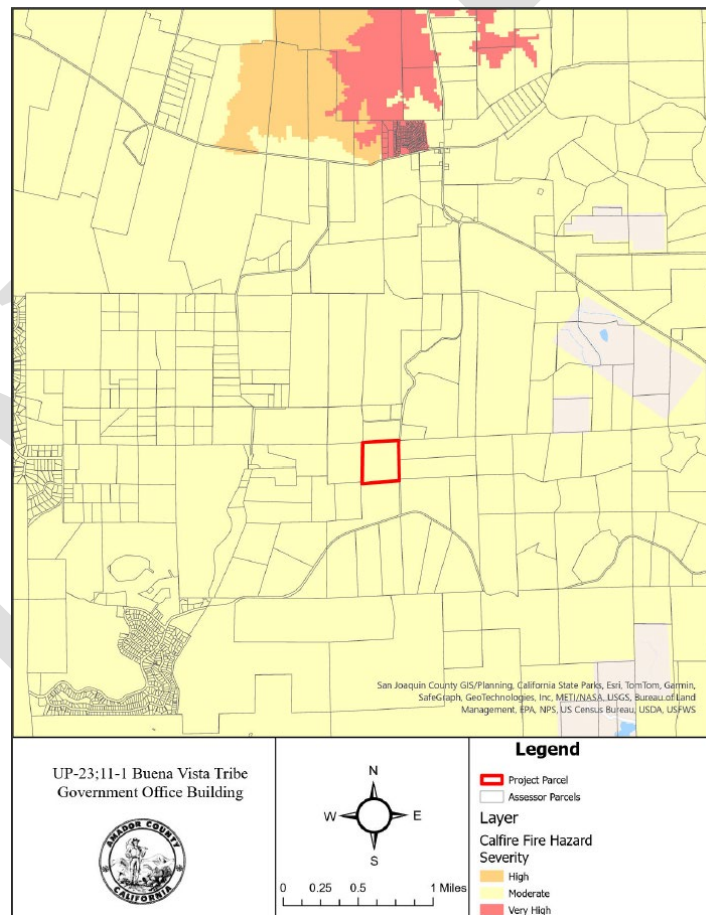 San Joaquin County GIS/Planning, California State Parks, Esri, TomTom, Garmin,
SafeGraph, GeoTechnologies, Inc, METI/NASA, USGS, Bureau of Land
Management, EPA, NPS, US Census Bureau, USDA, USFWS
UP-23;11-1 Buena Vista Tribe
Government Office Building
AMADOR COUNTY
CALIFORNIA
N
W E
S
0 0.25 0.5 1 Miles
Legend
Project Parcel
Assessor Parcels
Layer
Calfire Fire Hazard
Severity
High
Moderate
Very High